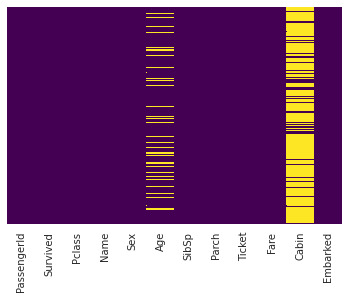 PassengerId
Survived
Pclass
Name
Sex
Age
SibSp
Parch
Ticket
Fare
Cabin
Embarked